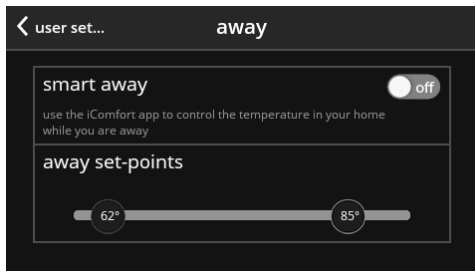 user set...
away
smart away
off
use the iComfort app to control the temperature in your home
while you are away
away set-points
62°
85°